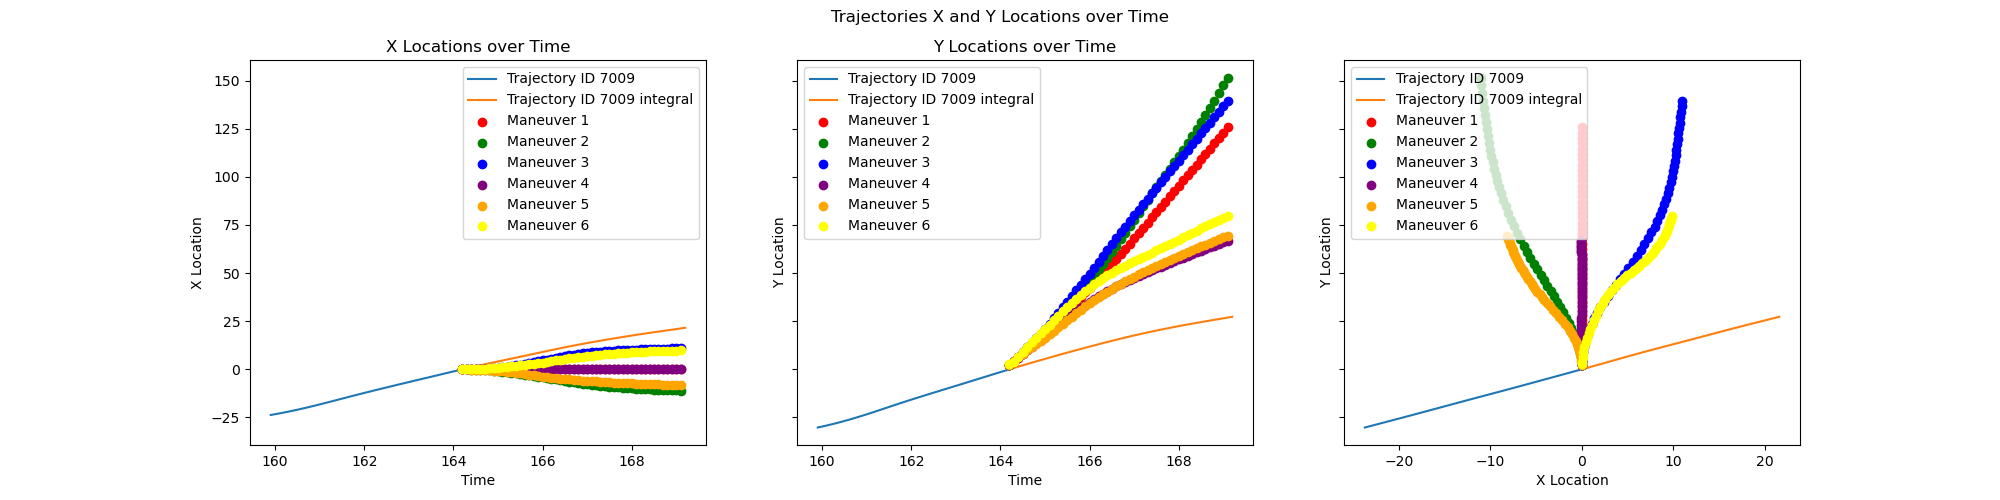 Trajectories X and Y Locations over Time
X Locations over Time
X Location
150
125
100
75
50
25
0
−25
160
162
164
166
168
Time
Trajectory ID 7009
Trajectory ID 7009 integral
Maneuver 1
Maneuver 2
Maneuver 3
Maneuver 4
Maneuver 5
Maneuver 6
Y Locations over Time
Y Location
160
162
164
166
168
Time
Trajectory ID 7009
Trajectory ID 7009 integral
Maneuver 1
Maneuver 2
Maneuver 3
Maneuver 4
Maneuver 5
Maneuver 6
Y Location
−20
−10
0
10
20
X Location
Trajectory ID 7009
Trajectory ID 7009 integral
Maneuver 1
Maneuver 2
Maneuver 3
Maneuver 4
Maneuver 5
Maneuver 6